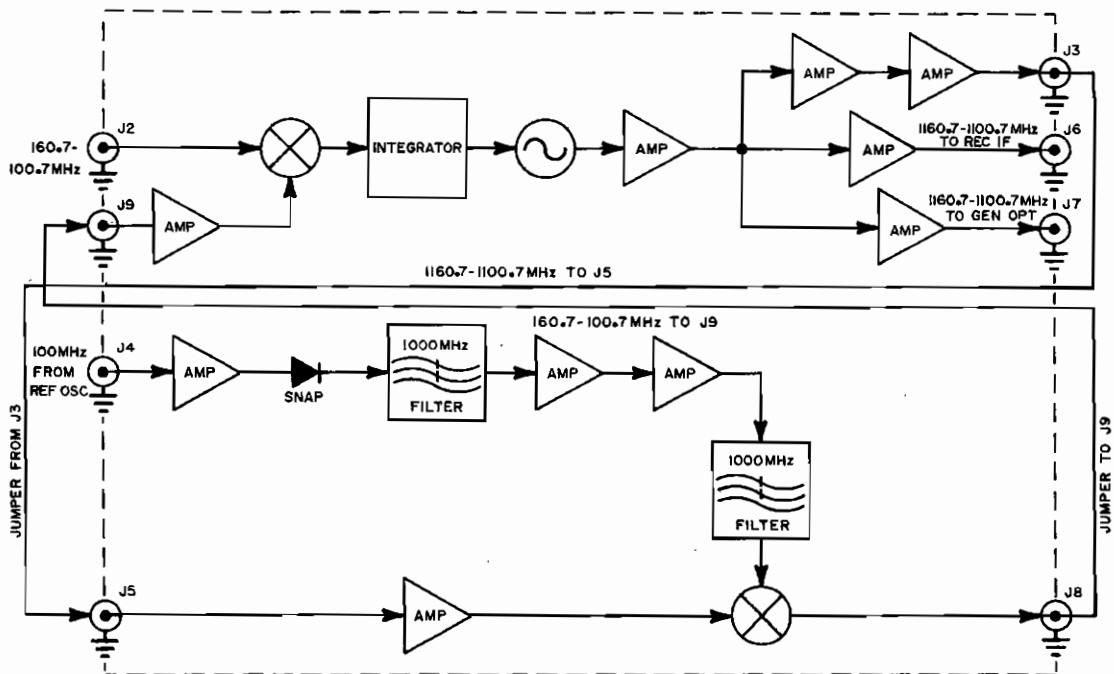 J3
AMP
AMP
J2
160.7-
100.7MHz
INTEGRATOR
AMP
1160.7-1100.7MHz
TO REC IF
J6
AMP
J9
AMP
1160.7-1100.7MHz
TO GEN OPT
J7
AMP
1160.7-1100.7MHz TO J5
160.7-100.7MHz TO J9
100MHz
FROM
REF OSC
J4
AMP
SNAP
1000MHz
FILTER
AMP
AMP
1000MHz
FILTER
JUMPER FROM J3
JUMPER TO J9
J5
AMP
J8